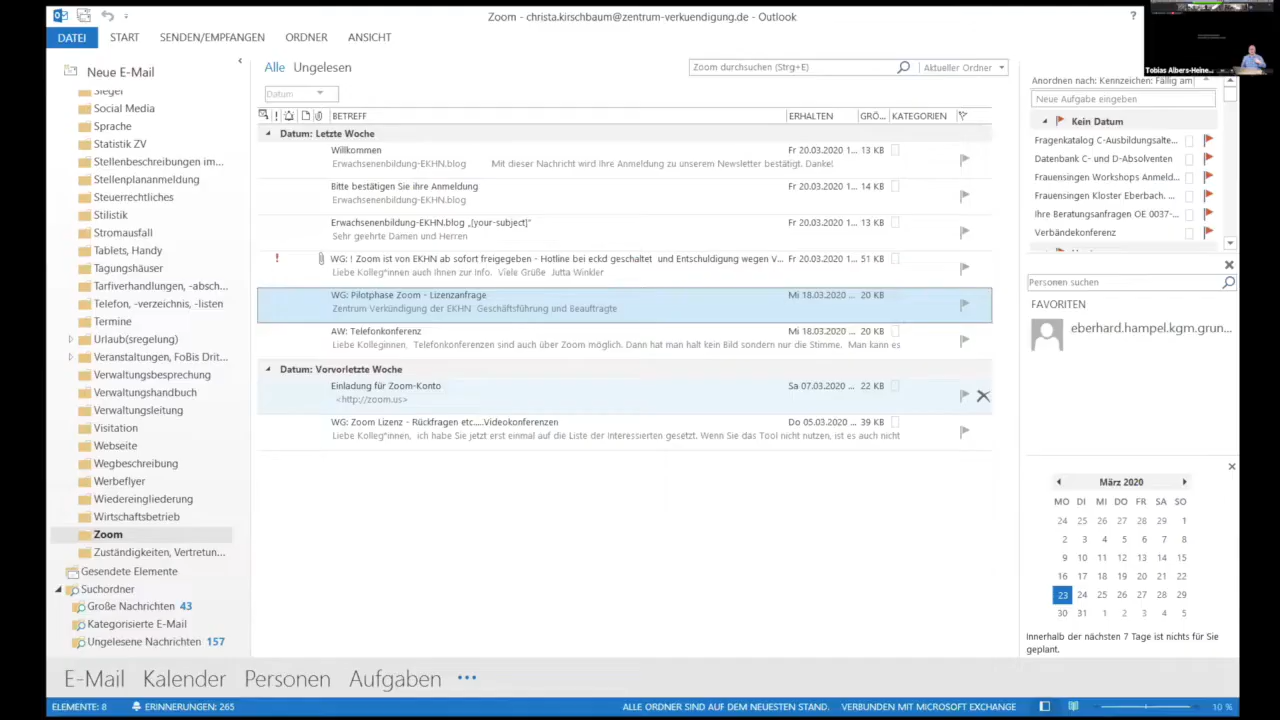 Zoom - christa.kirschbaum@zentrum-verkuendigung.de - Outlook
?
DATEI START SENDEN/EMPFANGEN ORDNER ANSICHT
Tobias Albers-Heine...
Neue E-Mail
Siegel
Social Media
Sprache
Statistik ZV
Stellenbeschreibungen im...
Stellenplananmeldung
Steuerrechtliches
Stilistik
Stromausfall
Tablets, Handy
Tagungshäuser
Tarifverhandlungen, -absch...
Telefon, -verzeichnis, -listen
Termine
Urlaub(sregelung)
Veranstaltungen, FoBis Drit...
Verwaltungsbesprechung
Verwaltungshandbuch
Verwaltungsleitung
Visitation
Webseite
Wegbeschreibung
Werbeflyer
Wiedereingliederung
Wirtschaftsbetrieb
Zoom
Zuständigkeiten, Vertretun...
Gesendete Elemente
Suchordner
Große Nachrichten 43
Kategorisierte E-Mail
Ungelesene Nachrichten 157
Alle Ungelesen
Zoom durchsuchen (Strg+E)
Aktueller Ordner
Datum
! BETREFF ERHALTEN GRÖ... KATEGORIEN
Datum: Letzte Woche
Willkommen Fr 20.03.2020 1... 13 KB
Erwachsenenbildung-EKHN.blog Mit dieser Nachricht wird Ihre Anmeldung zu unserem Newsletter bestätigt. Danke!
Bitte bestätigen Sie ihre Anmeldung Fr 20.03.2020 1... 14 KB
Erwachsenenbildung-EKHN.blog
Erwachsenenbildung-EKHN.blog „[your-subject]“ Fr 20.03.2020 1... 13 KB
Sehr geehrte Damen und Herren
! WG: ! Zoom ist von EKHN ab sofort freigegeben - Hotline bei eckd geschaltet und Entschuldigung wegen V... Fr 20.03.2020 1... 51 KB
Liebe Kolleg*innen auch Ihnen zur Info. Viele Grüße Jutta Winkler
WG: Pilotphase Zoom - Lizenzanfrage Mi 18.03.2020 ... 20 KB
Zentrum Verkündigung der EKHN Geschäftsführung und Beauftragte
AW: Telefonkonferenz Mi 18.03.2020 ... 20 KB
Liebe Kolleginnen, Telefonkonferenzen sind auch über Zoom möglich. Dann hat man halt kein Bild sondern nur die Stimme. Man kann es
Datum: Vorvorletzte Woche
Einladung für Zoom-Konto Sa 07.03.2020 ... 22 KB
<http://zoom.us>
WG: Zoom Lizenz - Rückfragen etc.....Videokonferenzen Do 05.03.2020 ... 39 KB
Liebe Kolleg*innen, ich habe Sie jetzt erst einmal auf die Liste der Interessierten gesetzt. Wenn Sie das Tool nicht nutzen, ist es auch nicht
Anordnen nach: Kennzeichen: Fällig am
Neue Aufgabe eingeben
Kein Datum
Fragenkatalog C-Ausbildungsalte...
Datenbank C- und D-Absolventen
Frauensingen Workshops Anmeld...
Frauensingen Kloster Eberbach. ...
Ihre Beratungsanfragen OE 0037-...
Verbändekonferenz
Personen suchen
FAVORITEN
eberhard.hampel.kgm.grun...
März 2020
MO DI MI DO FR SA SO
24 25 26 27 28 29 1
2 3 4 5 6 7 8
9 10 11 12 13 14 15
16 17 18 19 20 21 22
23 24 25 26 27 28 29
30 31 1 2 3 4 5
Innerhalb der nächsten 7 Tage ist nichts für Sie
geplant.
E-Mail Kalender Personen Aufgaben •••
ELEMENTE: 8 ERINNERUNGEN: 265 ALLE ORDNER SIND AUF DEM NEUESTEN STAND. VERBUNDEN MIT MICROSOFT EXCHANGE 10 %